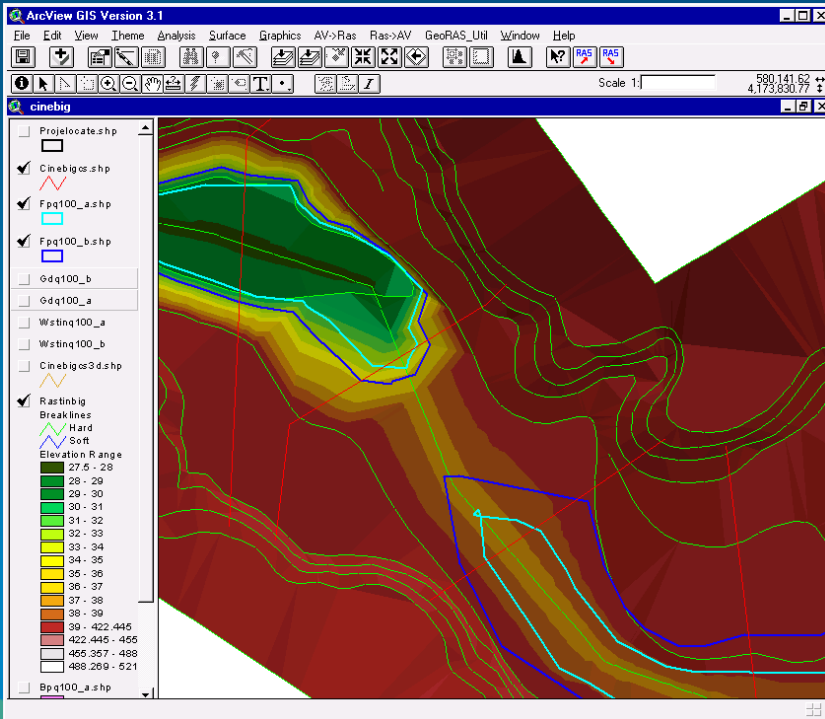 ArcView GIS Version 3.1
File Edit View Theme Analysis Surface Graphics AV->Ras Ras->AV GeoRAS_Util Window Help
RAS RAS
T
Scale 1:
580,141.62
4,173,830.77
cinebig
Projelocate.shp
Cinebigcs.shp
Fpq100_a.shp
Fpq100_b.shp
Gdq100_b
Gdq100_a
Wstinq100_a
Wstinq100_b
Cinebigcs3d.shp
Rastinbig
Breaklines
Hard
Soft
Elevation Range
27.5 - 28
28 - 29
29 - 30
30 - 31
31 - 32
32 - 33
33 - 34
34 - 35
35 - 36
36 - 37
37 - 38
38 - 39
39 - 422.445
422.445 - 455
455.357 - 488
488.269 - 521
Bpq100_a.shp